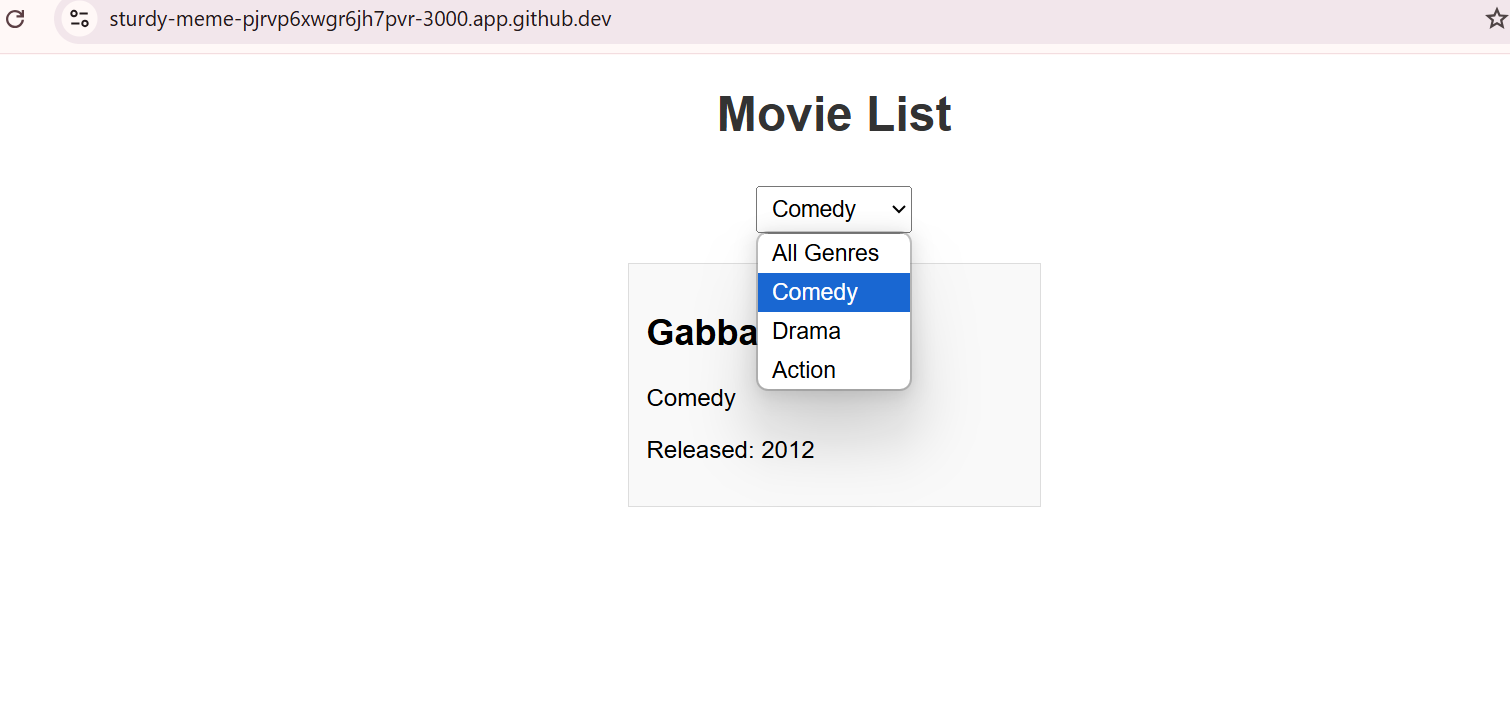 sturdy-meme-pjrvp6xwgr6jh7pvr-3000.app.github.dev
Movie List
Comedy
All Genres
Comedy
Drama
Action
Gabba
Comedy
Released: 2012